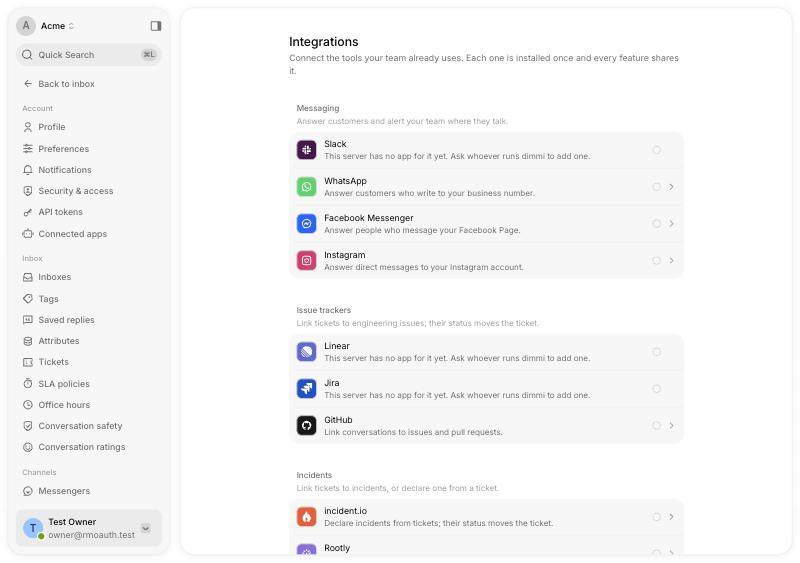 A Acme
Quick Search ⌘L
Back to inbox
Account
Profile
Preferences
Notifications
Security & access
API tokens
Connected apps
Inbox
Inboxes
Tags
Saved replies
Attributes
Tickets
SLA policies
Office hours
Conversation safety
Conversation ratings
Channels
Messengers
T
Test Owner
owner@rmoauth.test
Integrations
Connect the tools your team already uses. Each one is installed once and every feature shares
it.
Messaging
Answer customers and alert your team where they talk.
Slack
This server has no app for it yet. Ask whoever runs dimmi to add one.
WhatsApp
Answer customers who write to your business number.
Facebook Messenger
Answer people who message your Facebook Page.
Instagram
Answer direct messages to your Instagram account.
Issue trackers
Link tickets to engineering issues; their status moves the ticket.
Linear
This server has no app for it yet. Ask whoever runs dimmi to add one.
Jira
This server has no app for it yet. Ask whoever runs dimmi to add one.
GitHub
Link conversations to issues and pull requests.
Incidents
Link tickets to incidents, or declare one from a ticket.
incident.io
Declare incidents from tickets; their status moves the ticket.
Rootly